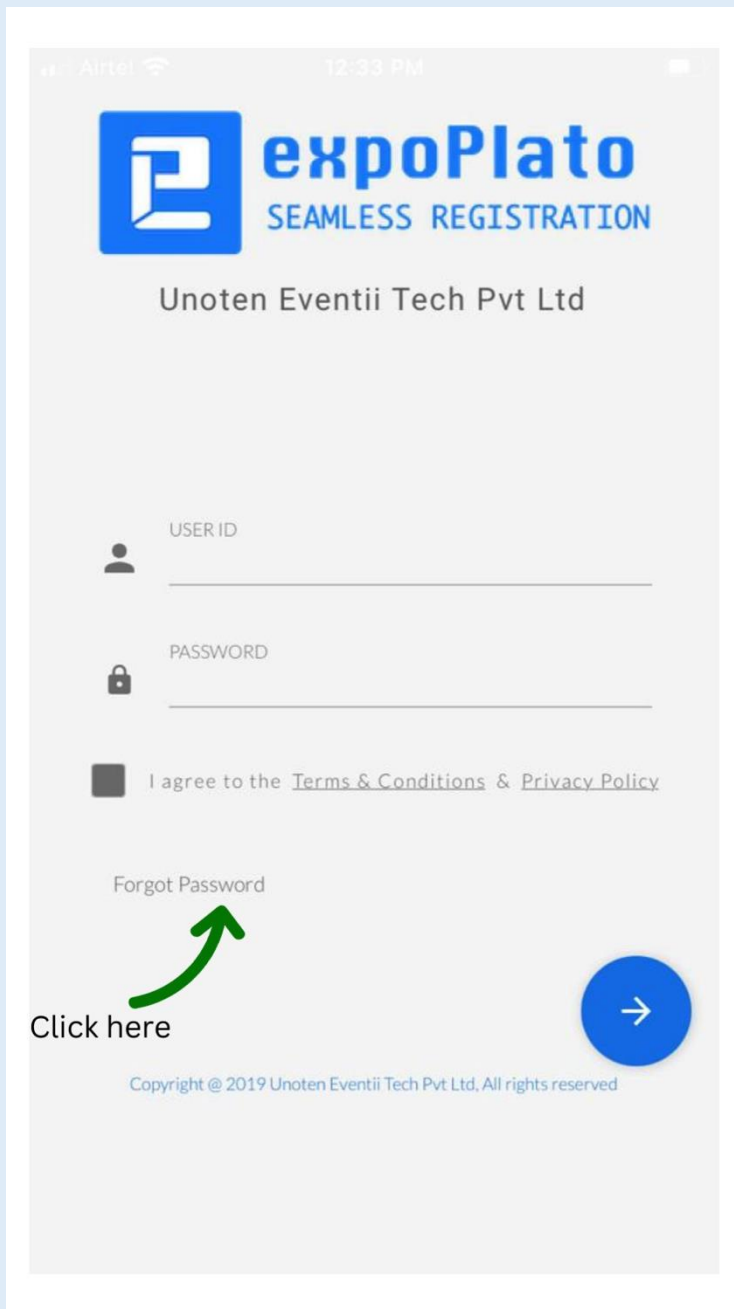 Airtel 12:33 PM
expoPlato
SEAMLESS REGISTRATION
Unoten Eventii Tech Pvt Ltd
USER ID
PASSWORD
I agree to the Terms & Conditions & Privacy Policy
Forgot Password
Click here
Copyright @ 2019 Unoten Eventii Tech Pvt Ltd, All rights reserved